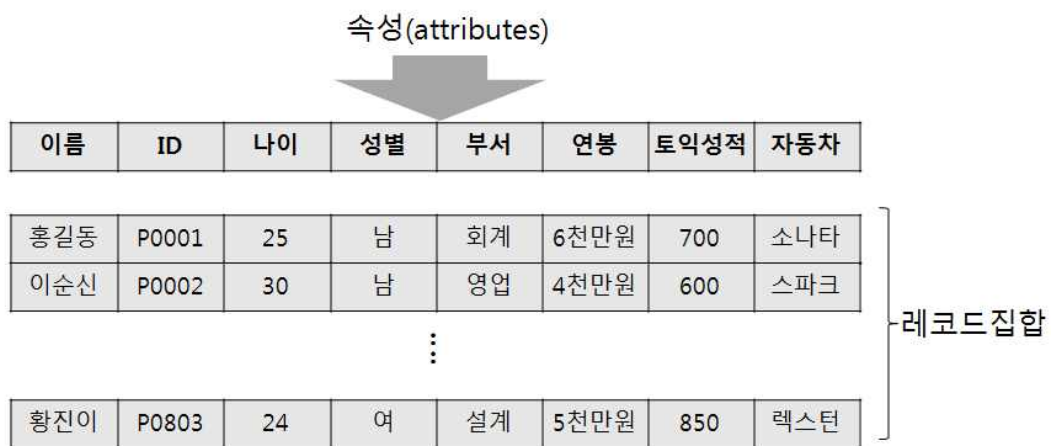 속성(attributes)
이름 ID 나이 성별 부서 연봉 토익성적 자동차
홍길동 P0001 25 남 회계 6천만원 700 소나타
이순신 P0002 30 남 영업 4천만원 600 스파크
⋮
레코드집합
황진이 P0803 24 여 설계 5천만원 850 렉스턴